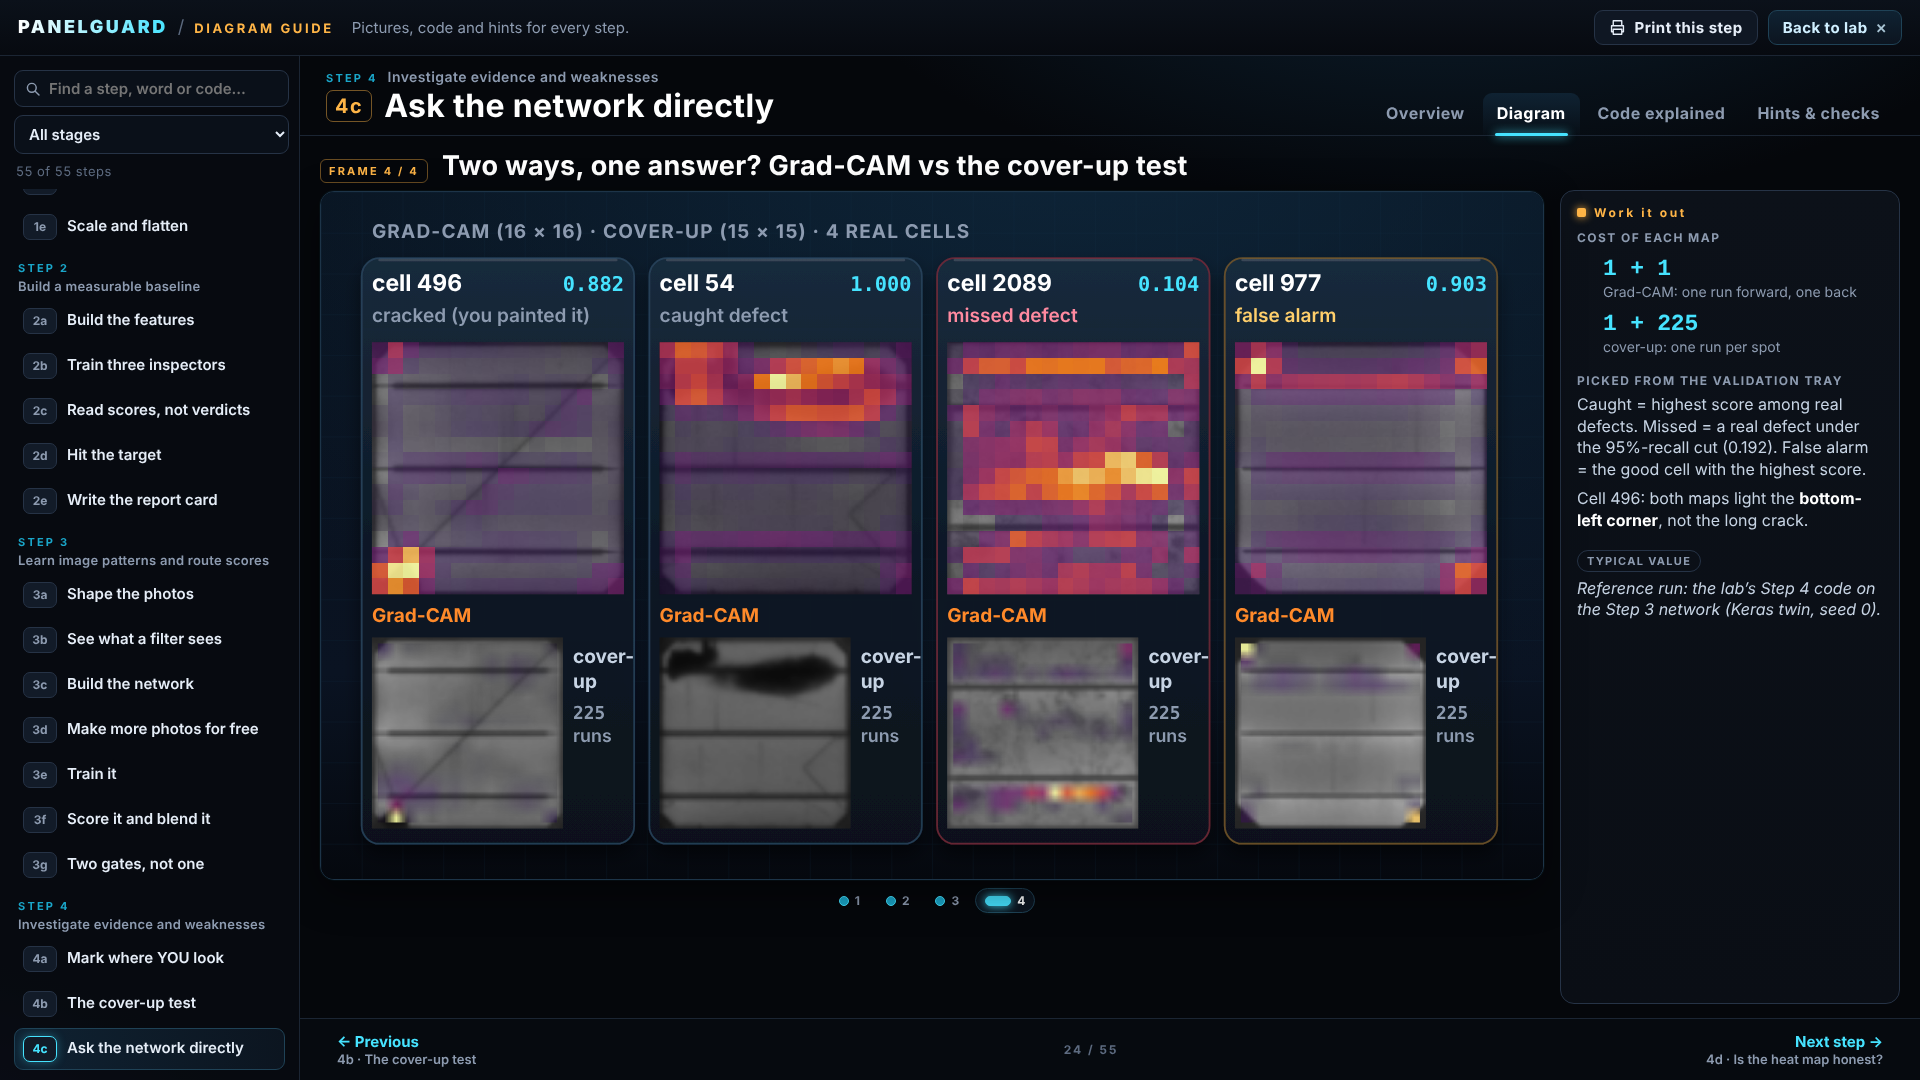 PANELGUARD / DIAGRAM GUIDE Pictures, code and hints for every step.
Print this step
Back to lab ×
Find a step, word or code...
All stages
55 of 55 steps
1e Scale and flatten
STEP 2
Build a measurable baseline
2a Build the features
2b Train three inspectors
2c Read scores, not verdicts
2d Hit the target
2e Write the report card
STEP 3
Learn image patterns and route scores
3a Shape the photos
3b See what a filter sees
3c Build the network
3d Make more photos for free
3e Train it
3f Score it and blend it
3g Two gates, not one
STEP 4
Investigate evidence and weaknesses
4a Mark where YOU look
4b The cover-up test
4c Ask the network directly
STEP 4 Investigate evidence and weaknesses
4c Ask the network directly
Overview
Diagram
Code explained
Hints & checks
FRAME 4 / 4 Two ways, one answer? Grad-CAM vs the cover-up test
GRAD-CAM (16 × 16) · COVER-UP (15 × 15) · 4 REAL CELLS
cell 496 0.882
cracked (you painted it)
Grad-CAM
cover-
up
225
runs
cell 54 1.000
caught defect
Grad-CAM
cover-
up
225
runs
cell 2089 0.104
missed defect
Grad-CAM
cover-
up
225
runs
cell 977 0.903
false alarm
Grad-CAM
cover-
up
225
runs
1
2
3
4
Work it out
COST OF EACH MAP
1 + 1
Grad-CAM: one run forward, one back
1 + 225
cover-up: one run per spot
PICKED FROM THE VALIDATION TRAY
Caught = highest score among real
defects. Missed = a real defect under
the 95%-recall cut (0.192). False alarm
= the good cell with the highest score.
Cell 496: both maps light the bottom-
left corner, not the long crack.
TYPICAL VALUE
Reference run: the lab's Step 4 code on
the Step 3 network (Keras twin, seed 0).
← Previous
4b · The cover-up test
24 / 55
Next step →
4d · Is the heat map honest?